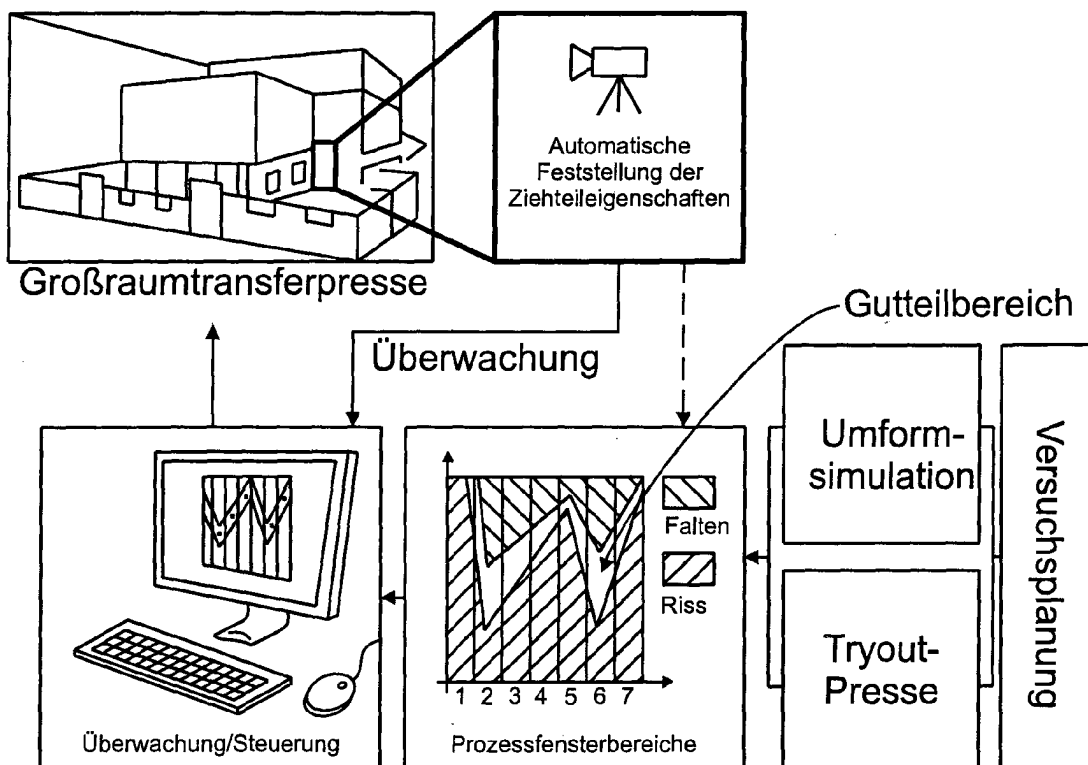 Automatische
Feststellung der
Ziehteileigenschaften
Großraumtransferpresse
Gutteilbereich
Überwachung
Umform-
simulation
Versuchsplanung
Falten
Riss
Tryout-
Presse
1 2 3 4 5 6 7
Überwachung/Steuerung
Prozessfensterbereiche